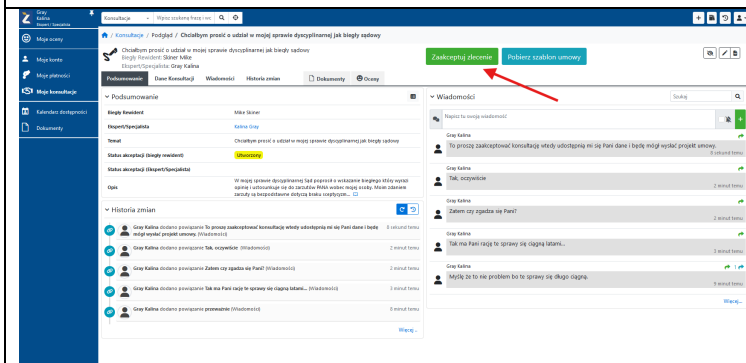 Gray
Kalina
Ekspert / Specjalista
Moje oceny
Moje konto
Moje płatności
Moje konsultacje
Kalendarz dostępności
Dokumenty
Konsultacje
Wpisz szukaną frazę i wc
/ Konsultacje / Podgląd / Chciałbym prosić o udział w mojej sprawie dyscyplinarnej jak biegły sądowy
Chciałbym prosić o udział w mojej sprawie dyscyplinarnej jak biegły sądowy
Biegły Rewident: Skiner Mike
Ekspert/Specjalista: Gray Kalina
Zaakceptuj zlecenie
Pobierz szablon umowy
Podsumowanie
Dane Konsultacji
Wiadomości
Historia zmian
Dokumenty
Oceny
Podsumowanie
Biegły Rewident
Mike Skiner
Ekspert/Specjalista
Kalina Gray
Temat
Chciałbym prosić o udział w mojej sprawie dyscyplinarnej jak biegły sądowy
Status akceptacji (biegły rewident)
Utworzony
Status akceptacji (Ekspert/Specjalista)
Opis
W mojej sprawie dyscyplinarnej Sąd poprosił o wskazanie biegłego który wyrazi
opinię i ustosunkuje się do zarzutów PANA wobec mojej osoby. Moim zdaniem
zarzuty są bezpodstawne dotyczą braku sceptyczm...
Historia zmian
Gray Kalina dodano powiązanie To proszę zaakceptować konsultację wtedy udostępnią mi się Pani dane i będę
mógł wysłać projekt umowy. (Wiadomości)
8 sekund temu
Gray Kalina dodano powiązanie Tak, oczywiście (Wiadomości)
2 minut temu
Gray Kalina dodano powiązanie Zatem czy zgadza się Pani? (Wiadomości)
2 minut temu
Gray Kalina dodano powiązanie Tak ma Pani rację te sprawy się ciągną latami... (Wiadomości)
3 minut temu
Gray Kalina dodano powiązanie przeważnie (Wiadomości)
8 minut temu
Więcej...
Wiadomości
Szukaj
Napisz tu swoją wiadomość
Gray Kalina
To proszę zaakceptować konsultację wtedy udostępnią mi się Pani dane i będę mógł wysłać projekt umowy.
9 sekund temu
Gray Kalina
Tak, oczywiście
2 minut temu
Gray Kalina
Zatem czy zgadza się Pani?
2 minut temu
Gray Kalina
Tak ma Pani rację te sprawy się ciągną latami...
3 minut temu
Gray Kalina
Myślę że to nie problem bo te sprawy się długo ciągną.
9 minut temu
Więcej...